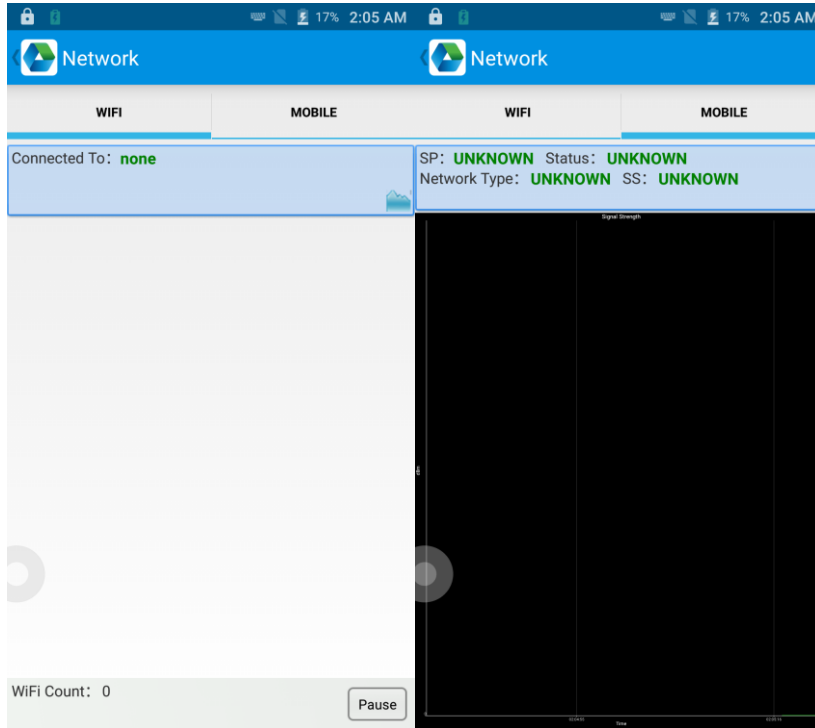 17% 2:05 AM
Network
WIFI MOBILE
Connected To: none
WiFi Count: 0
Pause
17% 2:05 AM
Network
WIFI MOBILE
SP: UNKNOWN Status: UNKNOWN
Network Type: UNKNOWN SS: UNKNOWN
Signal Strength
Time